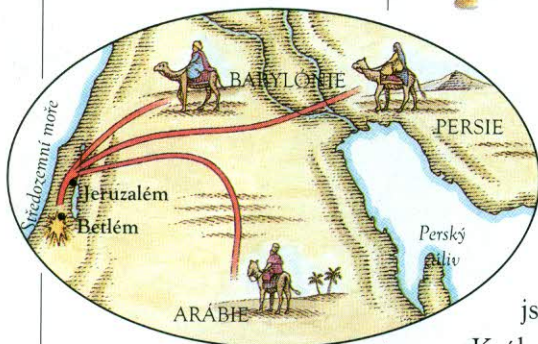 Středozemní moře
BABYLONIE
PERSIE
Jeruzalém
Betlém
Perský
záliv
ARÁBIE
js